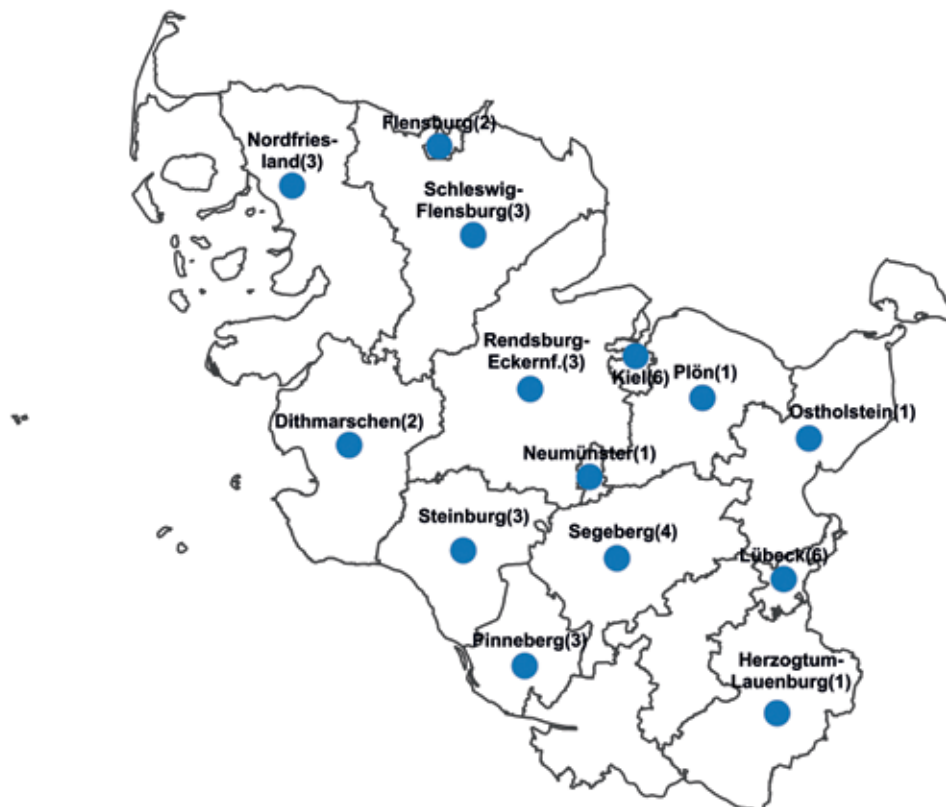 Flensburg(2)
Nordfries-
land(3)
Schleswig-
Flensburg(3)
Rendsburg-
Eckernf.(3)
Kiel(6)
Plön(1)
Ostholstein(1)
Dithmarschen(2)
Neumünster(1)
Steinburg(3)
Segeberg(4)
Lübeck(6)
Pinneberg(3)
Herzogtum-
Lauenburg(1)